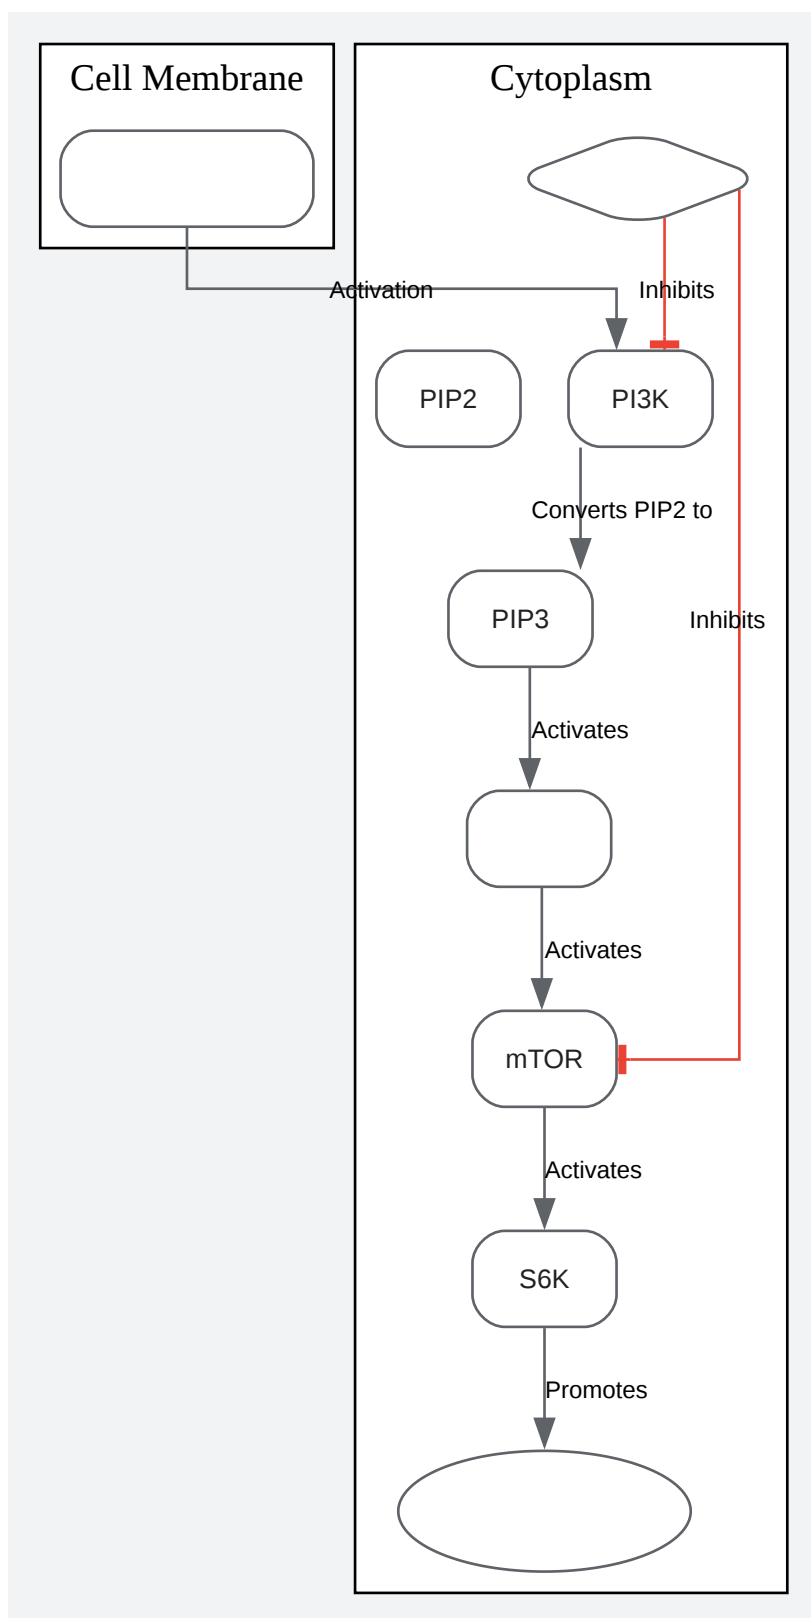 Cell Membrane
Cytoplasm
Activation
Inhibits
PIP2
PI3K
Converts PIP2 to
PIP3
Inhibits
Activates
Activates
mTOR
Activates
S6K
Promotes